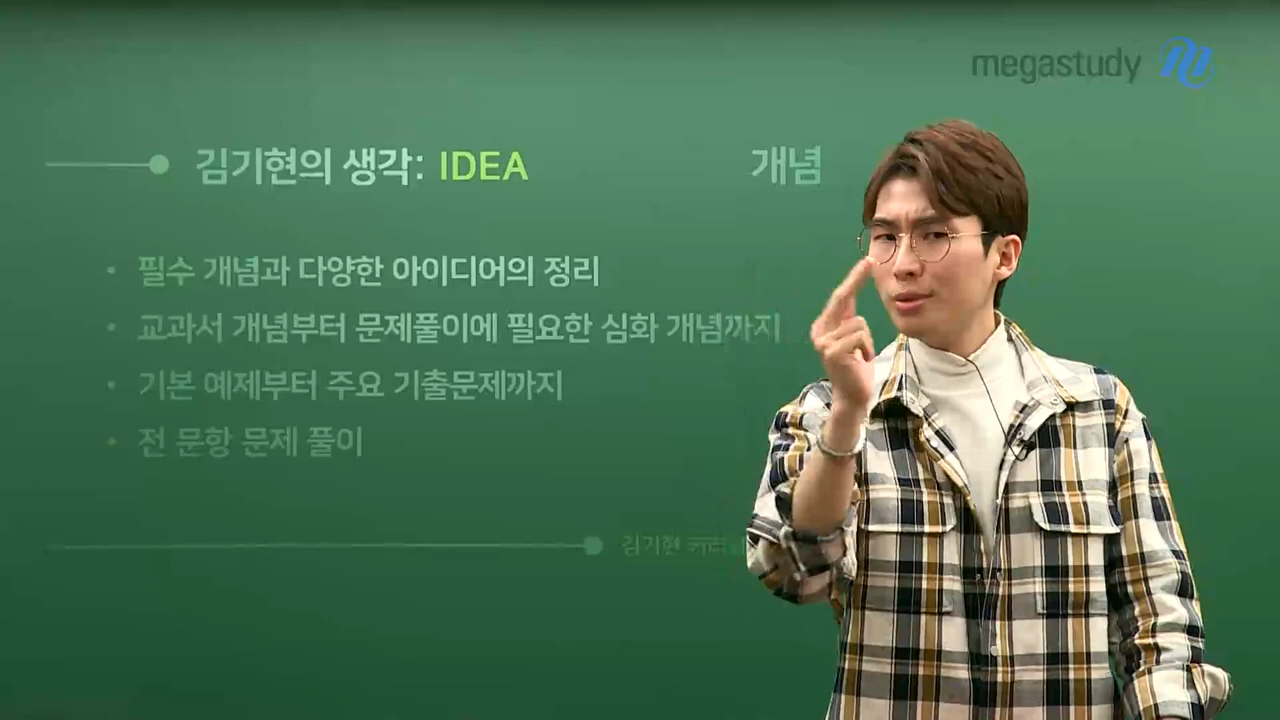 megastudy
김기현의 생각: IDEA
개념
• 필수 개념과 다양한 아이디어의 정리
• 교과서 개념부터 문제풀이에 필요한 심화 개념까지
• 기본 예제부터 주요 기출문제까지
• 전 문항 문제 풀이
김기현